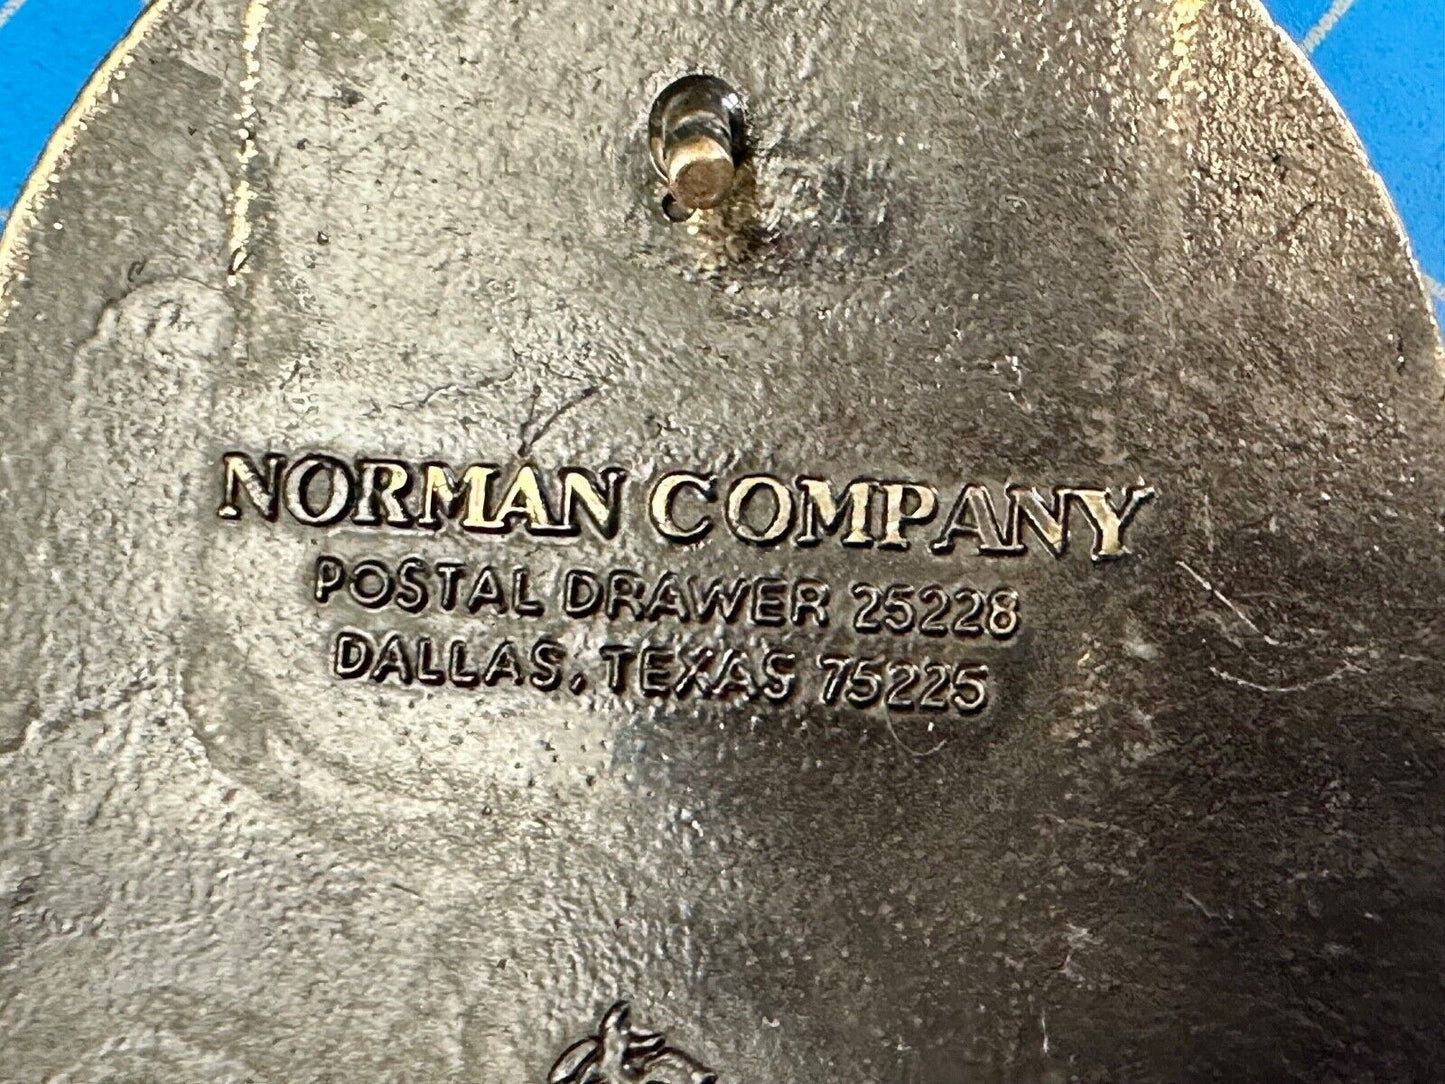 NORMAN COMPANY
POSTAL DRAWER 25228
DALLAS, TEXAS 75225